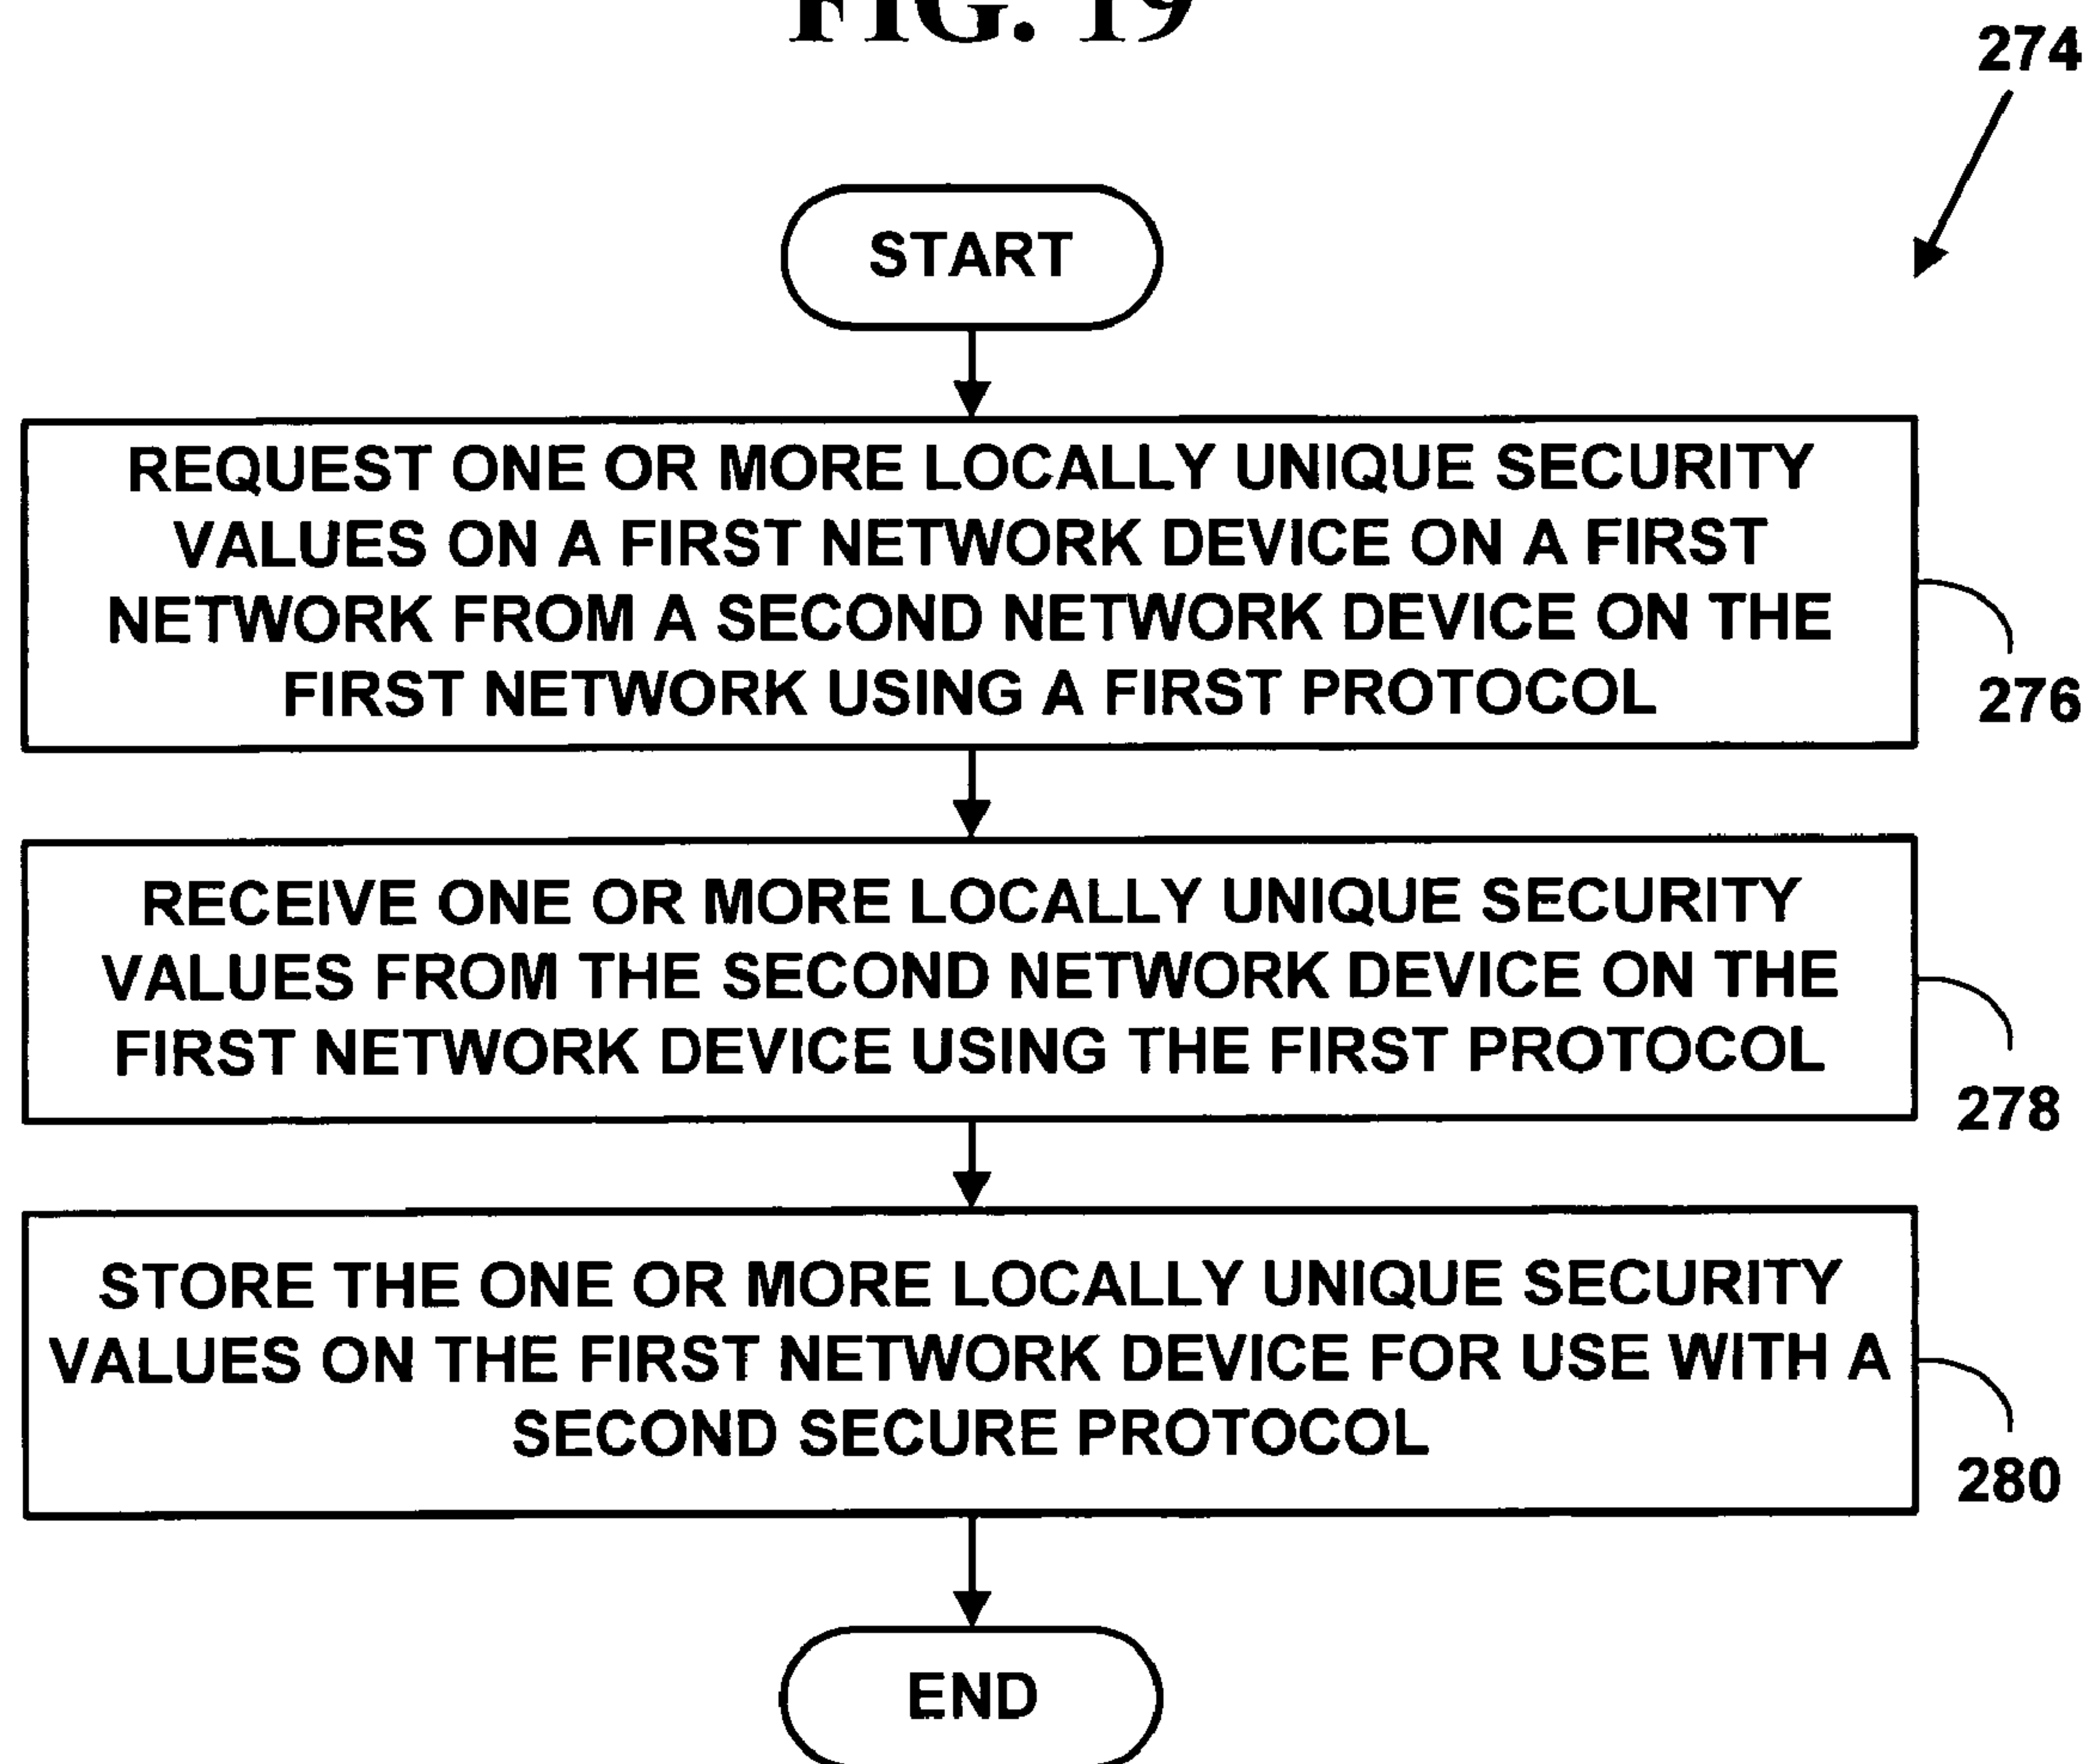 FIG. 19
274
START
REQUEST ONE OR MORE LOCALLY UNIQUE SECURITY
VALUES ON A FIRST NETWORK DEVICE ON A FIRST
NETWORK FROM A SECOND NETWORK DEVICE ON THE
FIRST NETWORK USING A FIRST PROTOCOL
276
RECEIVE ONE OR MORE LOCALLY UNIQUE SECURITY
VALUES FROM THE SECOND NETWORK DEVICE ON THE
FIRST NETWORK DEVICE USING THE FIRST PROTOCOL
278
STORE THE ONE OR MORE LOCALLY UNIQUE SECURITY
VALUES ON THE FIRST NETWORK DEVICE FOR USE WITH A
SECOND SECURE PROTOCOL
280
END